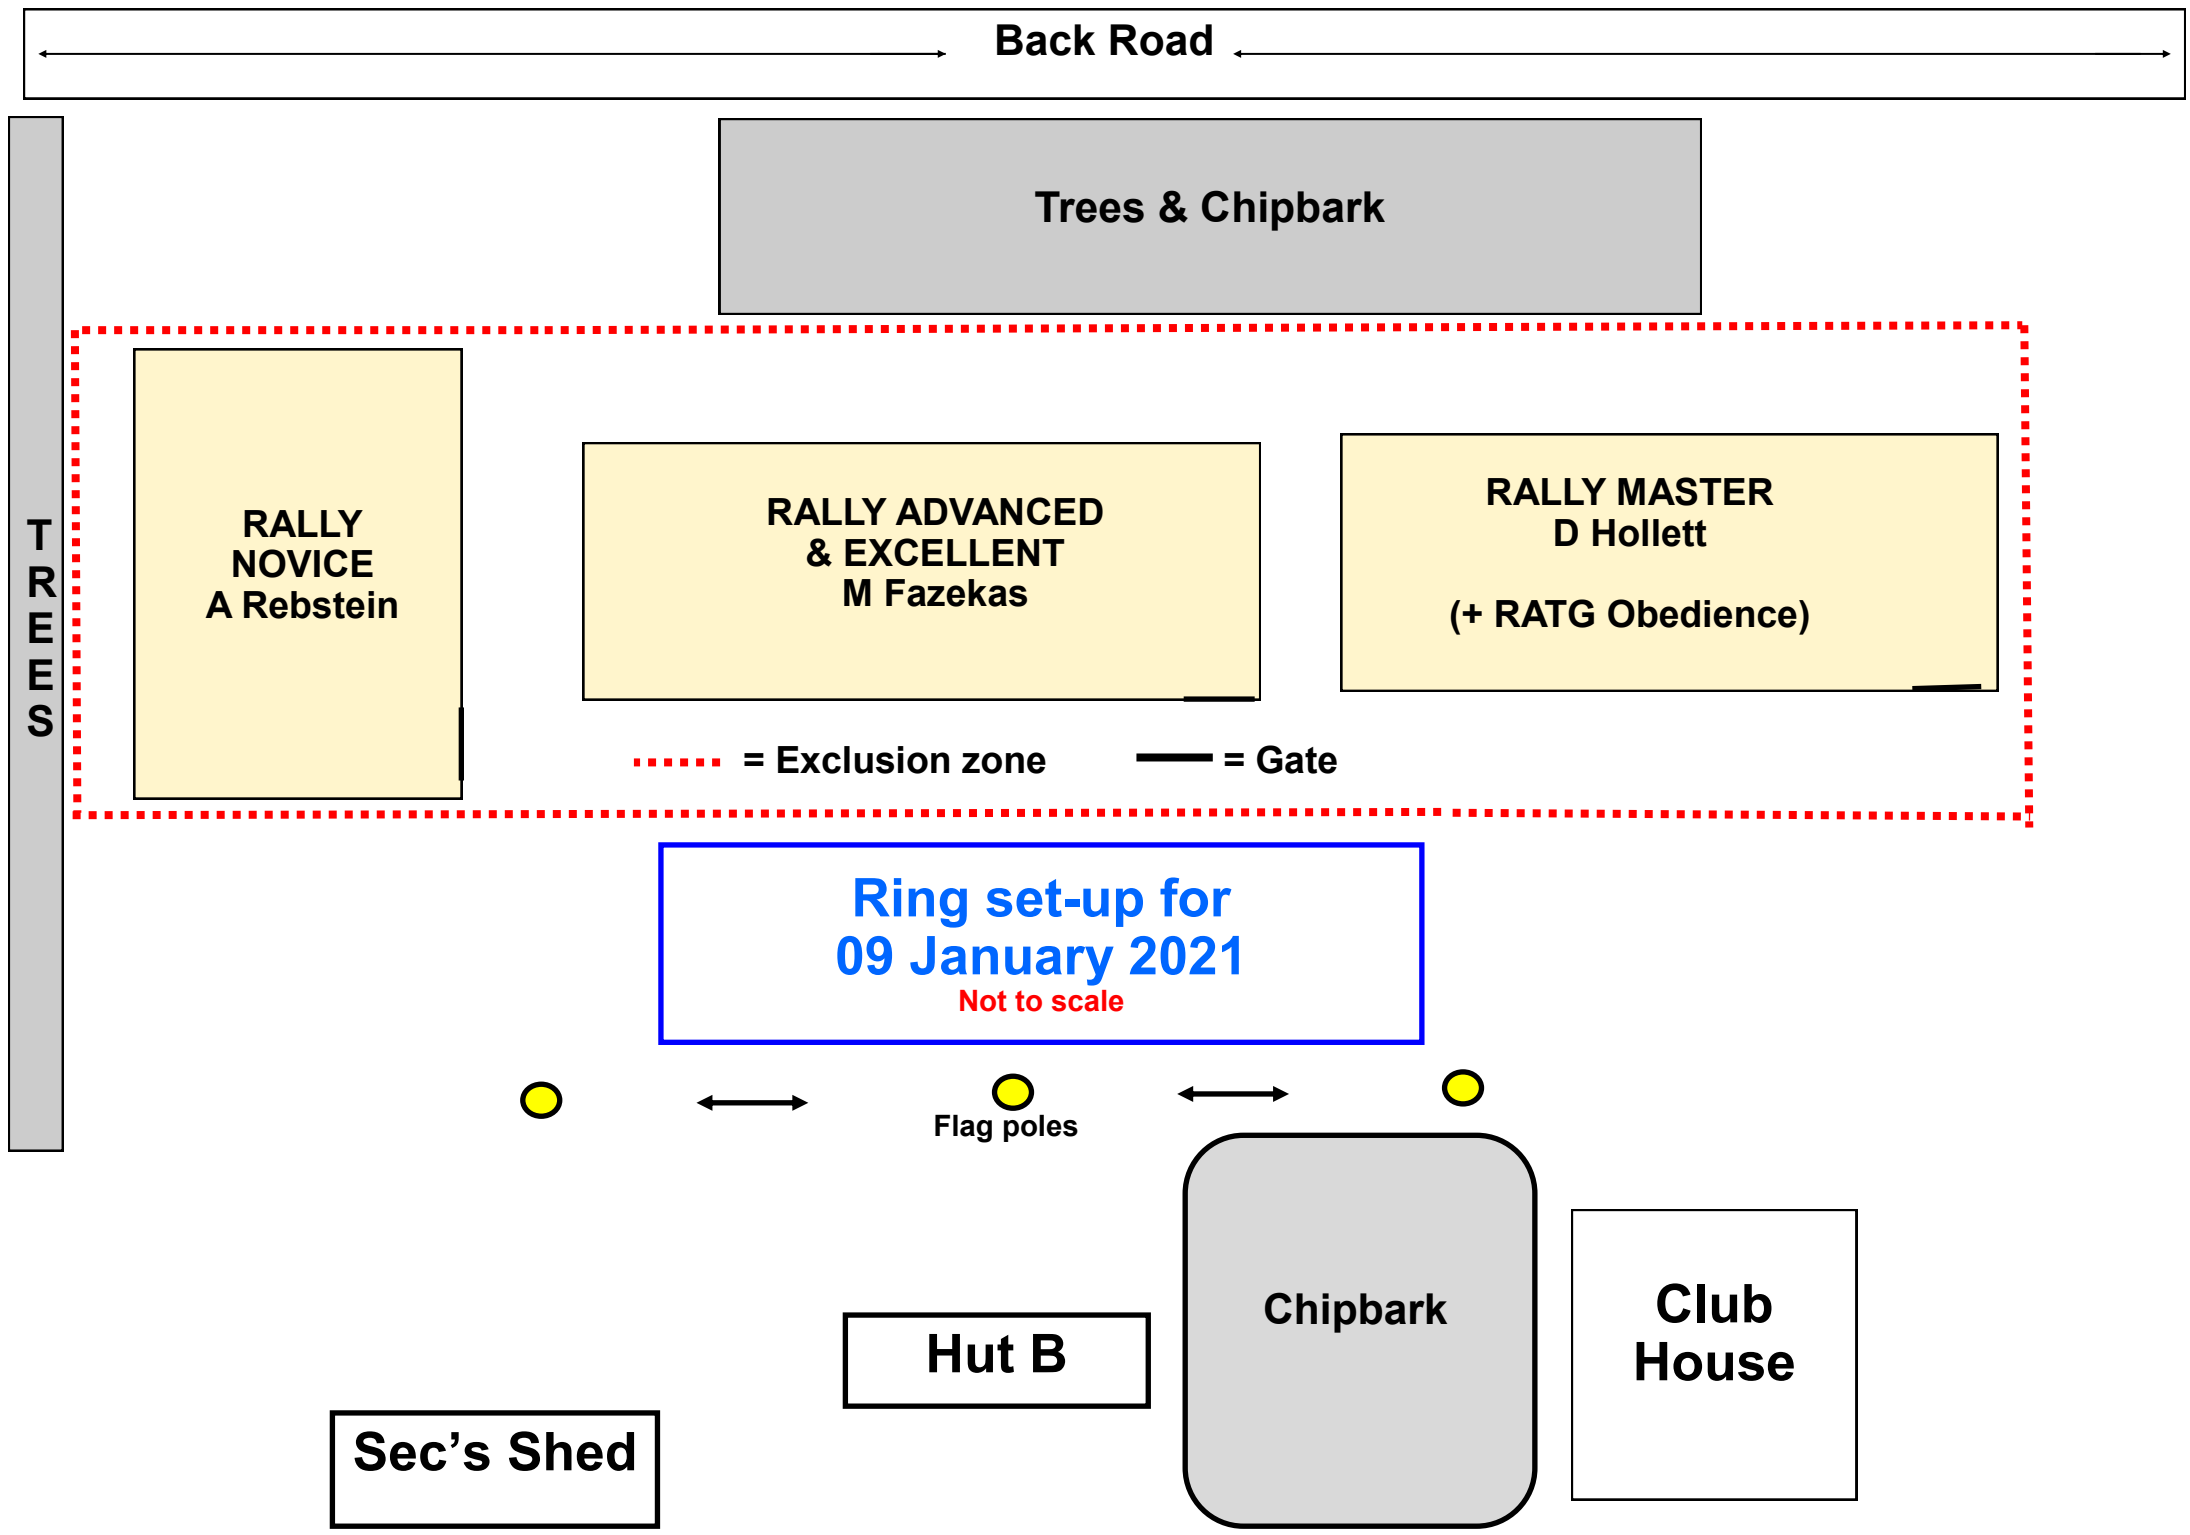 Back Road
Trees & Chipbark
T
R
E
E
S
RALLY
NOVICE
A Rebstein
RALLY ADVANCED
& EXCELLENT
M Fazekas
RALLY MASTER
D Hollett
(+ RATG Obedience)
= Exclusion zone
= Gate
Ring set-up for
09 January 2021
Not to scale
Flag poles
Chipbark
Club
House
Hut B
Sec’s Shed